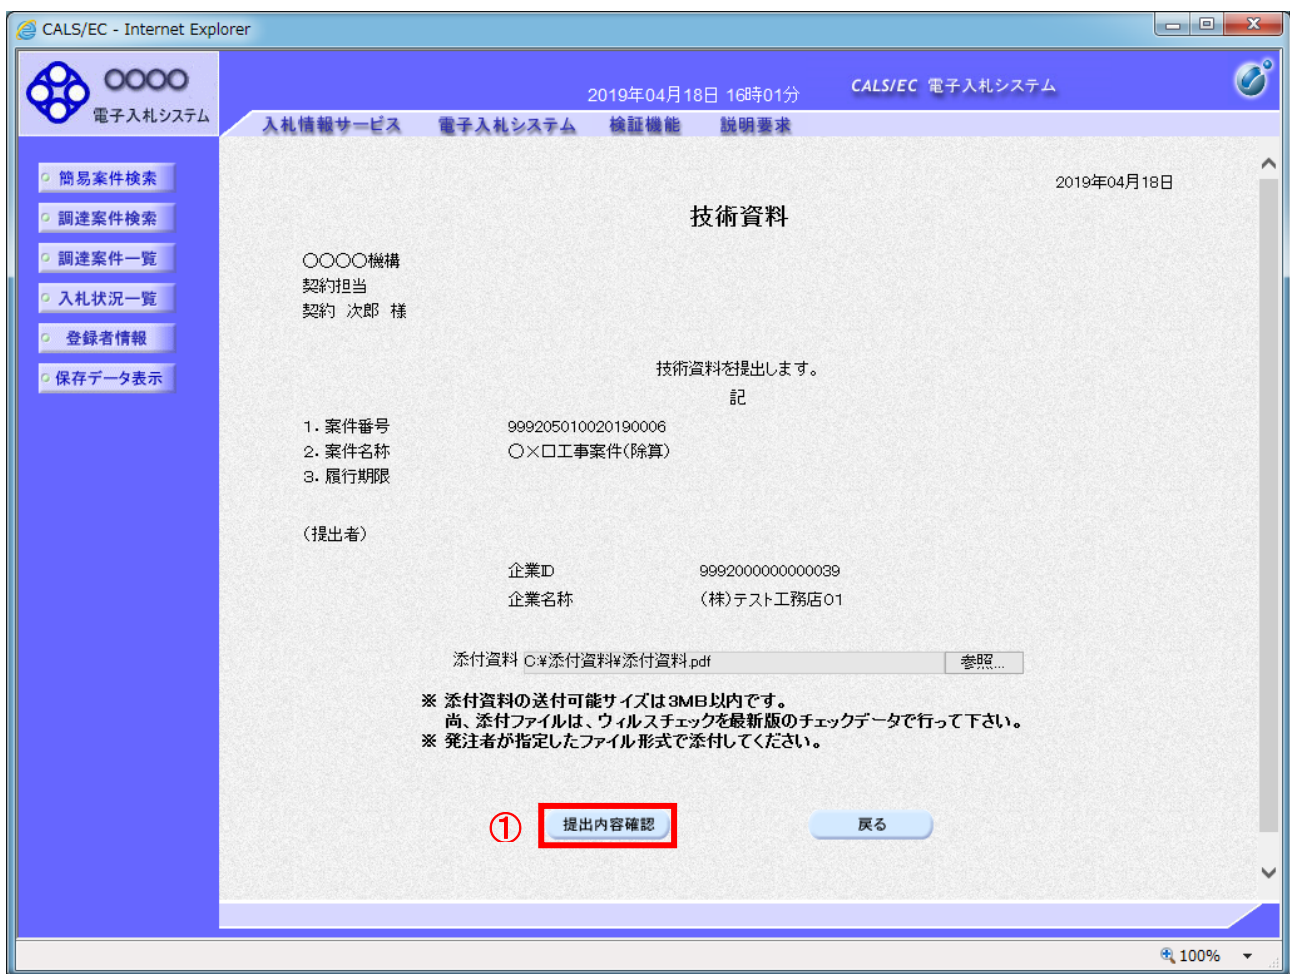 CALS/EC - Internet Explorer
○○○○
電子入札システム
2019年04月18日 16時01分
CALS/EC 電子入札システム
入札情報サービス 電子入札システム 検証機能 説明要求
簡易案件検索
調達案件検索
調達案件一覧
入札状況一覧
登録者情報
保存データ表示
2019年04月18日
技術資料
○○○○機構
契約担当
契約 次郎 様
技術資料を提出します。
記
1. 案件番号 999205010020190006
2. 案件名称 ○×口工事案件(除算)
3. 履行期限
(提出者)
企業ID 9992000000000039
企業名称 (株)テスト工務店01
添付資料 C:¥添付資料¥添付資料.pdf 参照...
※ 添付資料の送付可能サイズは3MB以内です。
尚、添付ファイルは、ウィルスチェックを最新版のチェックデータで行って下さい。
※ 発注者が指定したファイル形式で添付してください。
① 提出内容確認 戻る
100%